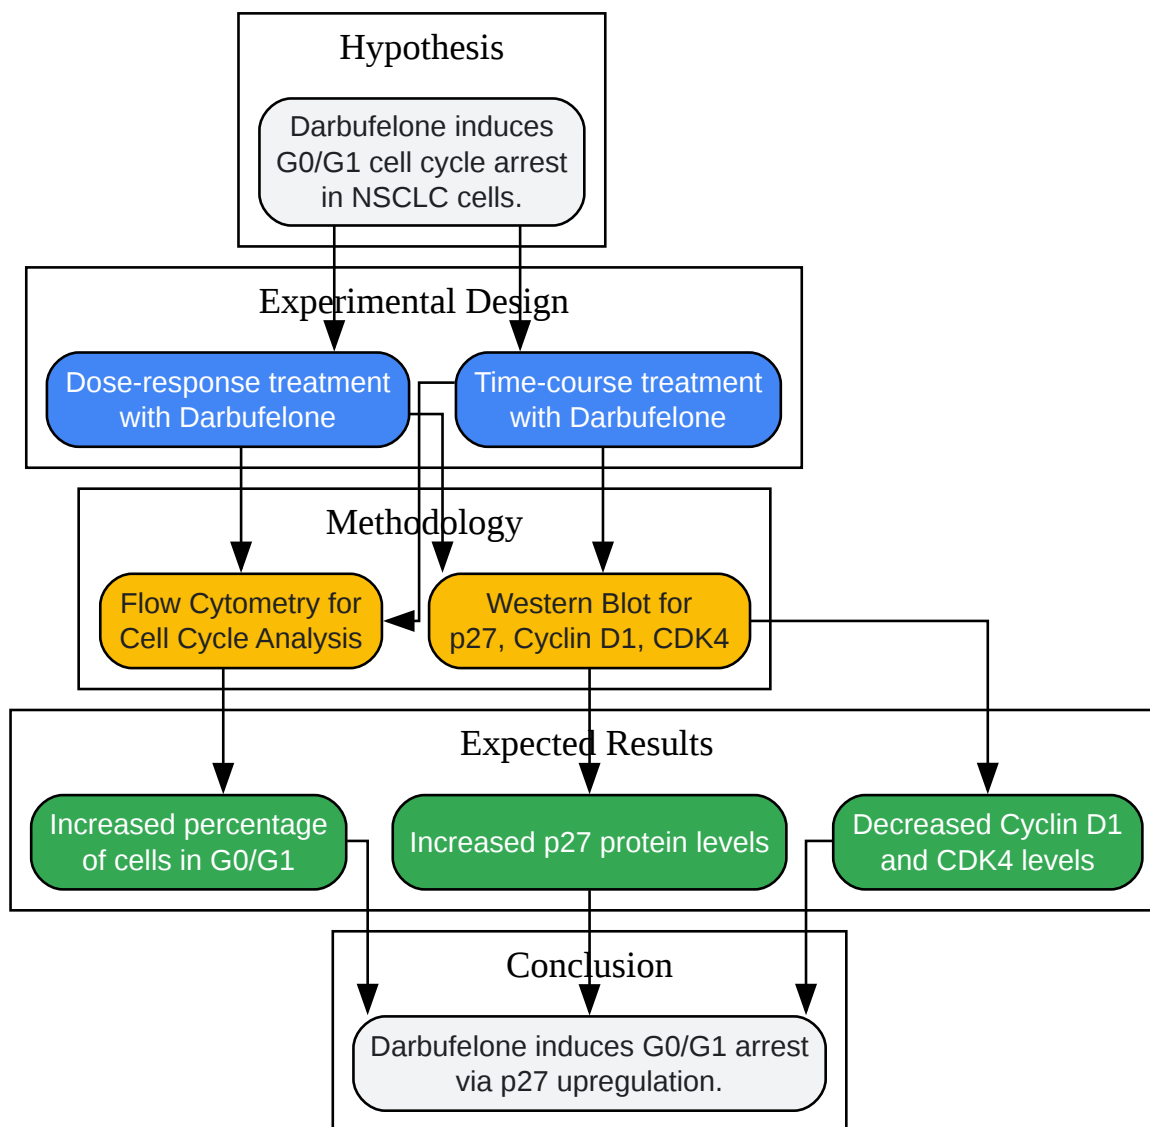 Hypothesis
Darbufelone induces
G0/G1 cell cycle arrest
in NSCLC cells.
Experimental Design
Dose-response treatment
with Darbufelone
Time-course treatment
with Darbufelone
Methodology
Flow Cytometry for
Cell Cycle Analysis
Western Blot for
p27, Cyclin D1, CDK4
Expected Results
Increased percentage
of cells in G0/G1
Increased p27 protein levels
Decreased Cyclin D1
and CDK4 levels
Conclusion
Darbufelone induces G0/G1 arrest
via p27 upregulation.